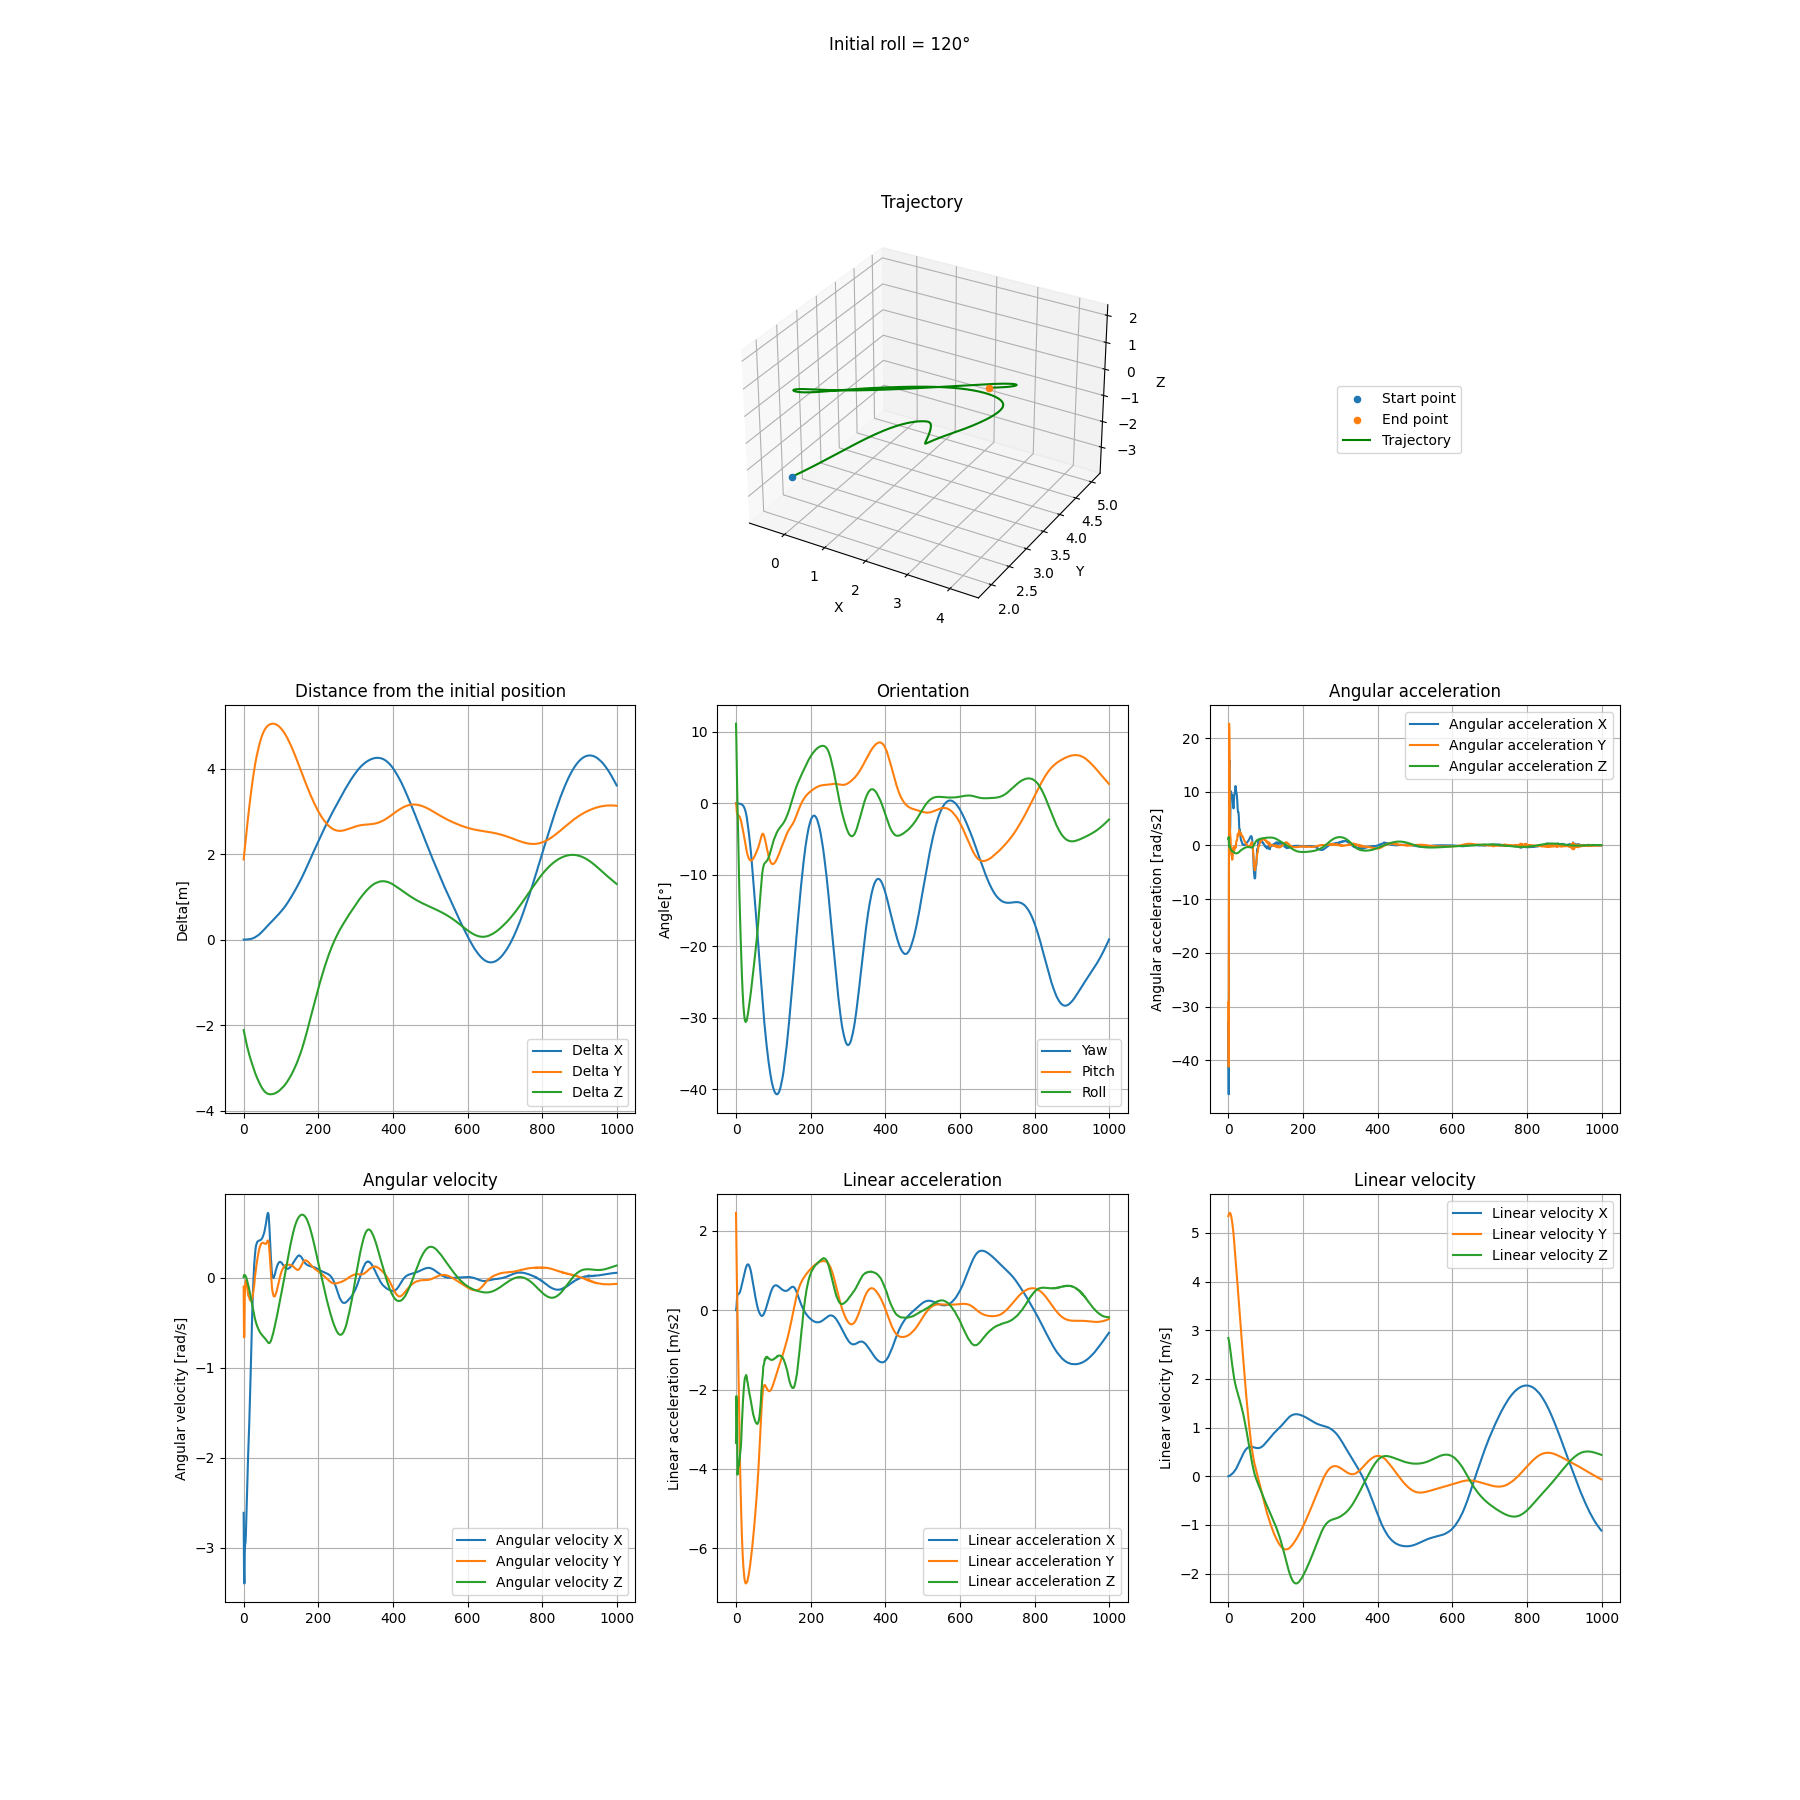 Initial roll = 120°
Trajectory
2
1
0
−1
−2
−3
Z
Start point
End point
Trajectory
0
1
2
3
4
X
2.0
2.5
3.0
3.5
4.0
4.5
5.0
Y
Distance from the initial position
Delta[m]
4
2
0
−2
−4
0 200 400 600 800 1000
Delta X
Delta Y
Delta Z
Orientation
Angle[°]
10
0
−10
−20
−30
−40
0 200 400 600 800 1000
Yaw
Pitch
Roll
Angular acceleration
Angular acceleration [rad/s2]
20
10
0
−10
−20
−30
−40
0 200 400 600 800 1000
Angular acceleration X
Angular acceleration Y
Angular acceleration Z
Angular velocity
Angular velocity [rad/s]
0
−1
−2
−3
0 200 400 600 800 1000
Angular velocity X
Angular velocity Y
Angular velocity Z
Linear acceleration
Linear acceleration [m/s2]
2
0
−2
−4
−6
0 200 400 600 800 1000
Linear acceleration X
Linear acceleration Y
Linear acceleration Z
Linear velocity
Linear velocity [m/s]
5
4
3
2
1
0
−1
−2
0 200 400 600 800 1000
Linear velocity X
Linear velocity Y
Linear velocity Z